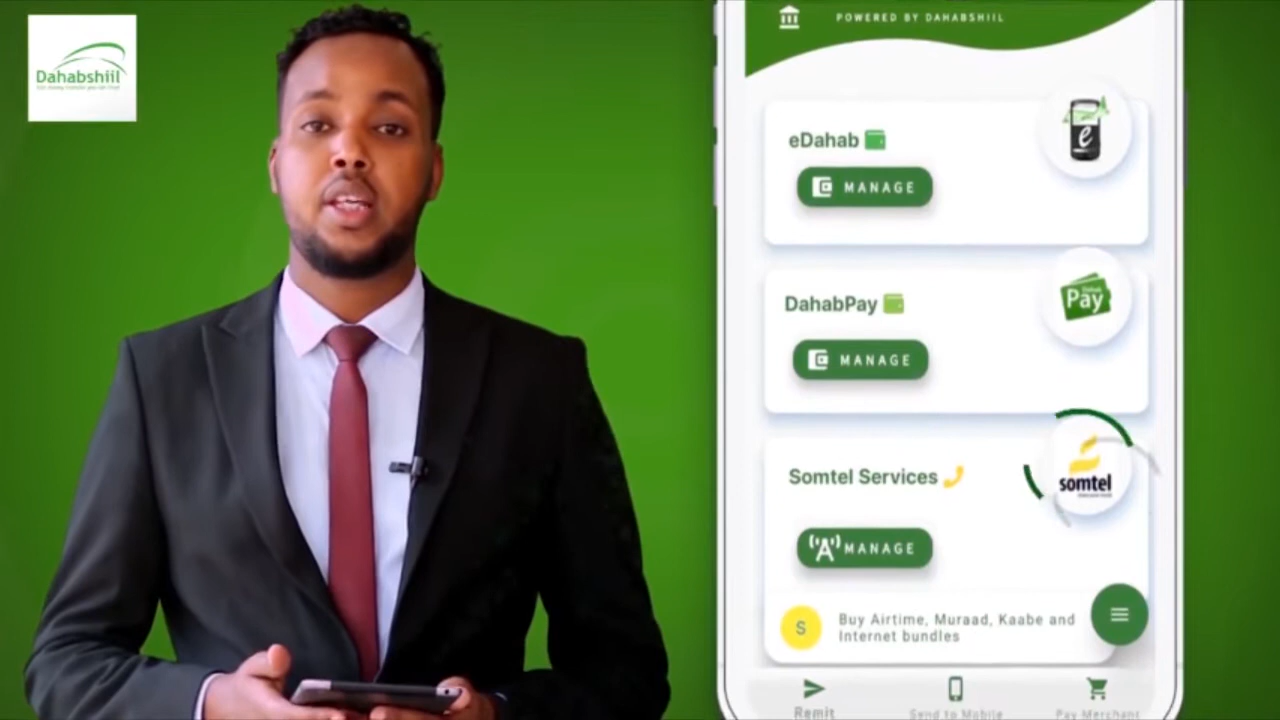 Dahabshiil
POWERED BY DAHABSHIIL
eDahab
e
MANAGE
DahabPay
Dahab
Pay
MANAGE
Somtel Services
somtel
MANAGE
S
Buy Airtime, Muraad, Kaabe and
Internet bundles
Remit
Send to Mobile
Pay Merchant